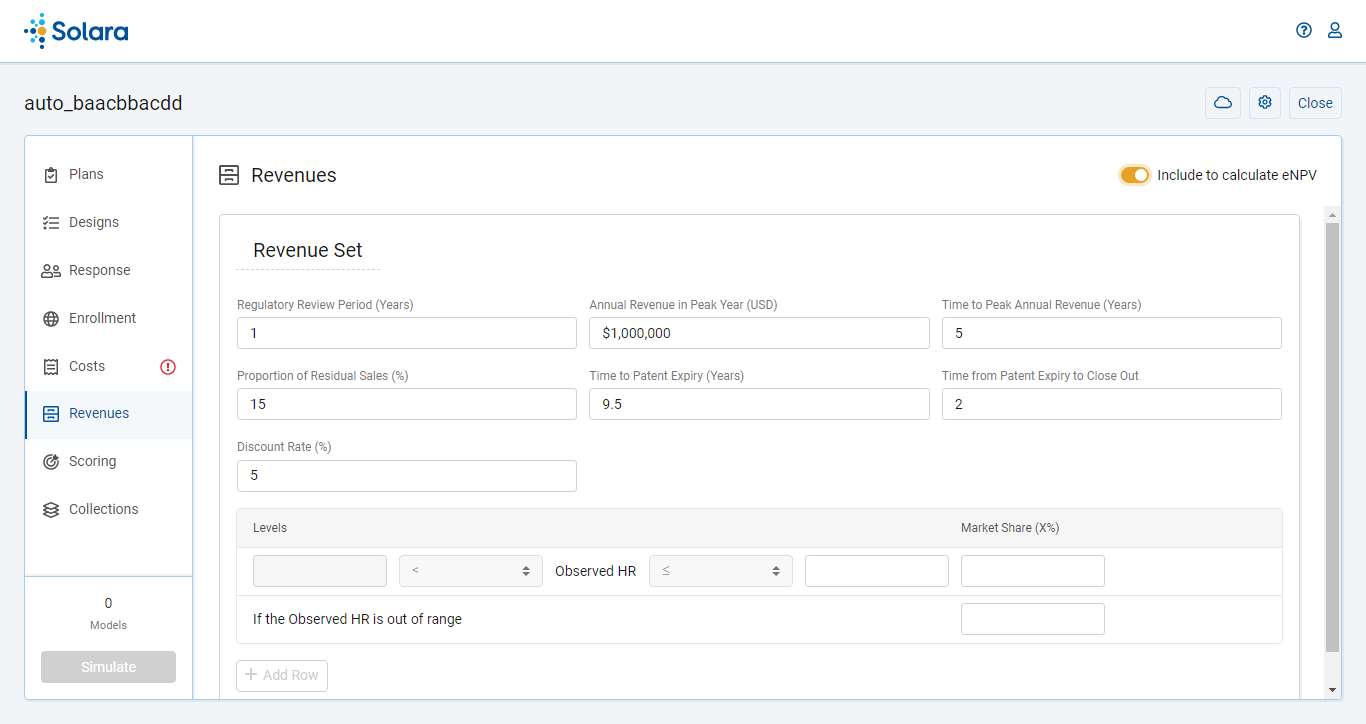 Solara
auto_baacbbacdd
Close
Plans
Designs
Response
Enrollment
Costs
Revenues
Scoring
Collections
0
Models
Simulate
Revenues
Include to calculate eNPV
Revenue Set
Regulatory Review Period (Years)
Annual Revenue in Peak Year (USD)
Time to Peak Annual Revenue (Years)
1
$1,000,000
5
Proportion of Residual Sales (%)
Time to Patent Expiry (Years)
Time from Patent Expiry to Close Out
15
9.5
2
Discount Rate (%)
5
Levels
Market Share (X%)
< Observed HR ≤
If the Observed HR is out of range
+ Add Row